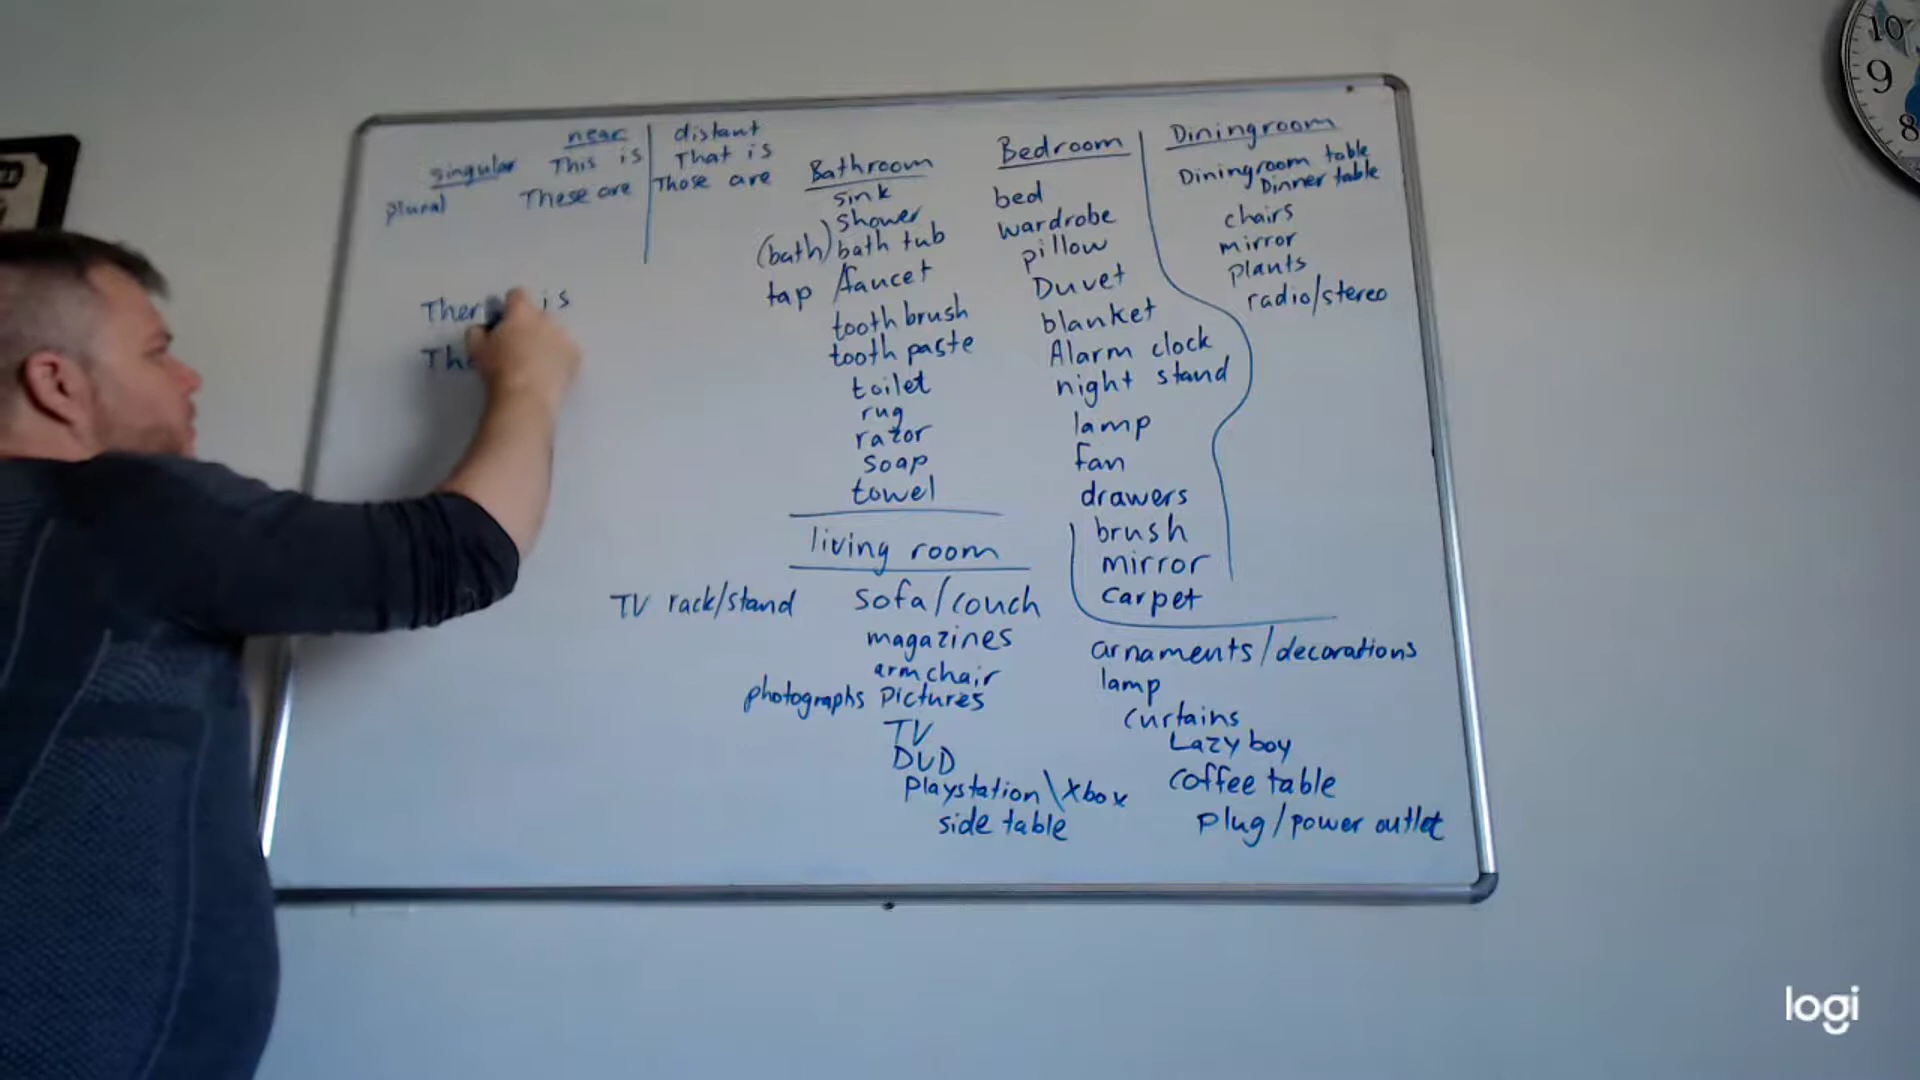 near
distant
singular
This is
That is
plural
These are
Those are
is
Bathroom
sink
shower
(bath) bath tub
tap /faucet
tooth brush
tooth paste
toilet
rug
razor
soap
towel
living room
TV rack/stand
sofa/couch
magazines
armchair
photographs pictures
TV
DVD
Playstation\Xbox
side table
Bedroom
bed
wardrobe
pillow
Duvet
blanket
Alarm clock
night stand
lamp
fan
drawers
brush
mirror
carpet
arnaments/decorations
lamp
curtains
Lazy boy
coffee table
plug/power outlet
Diningroom
Diningroom table
Dinner table
chairs
mirror
plants
radio/stereo
10
9
8
logi